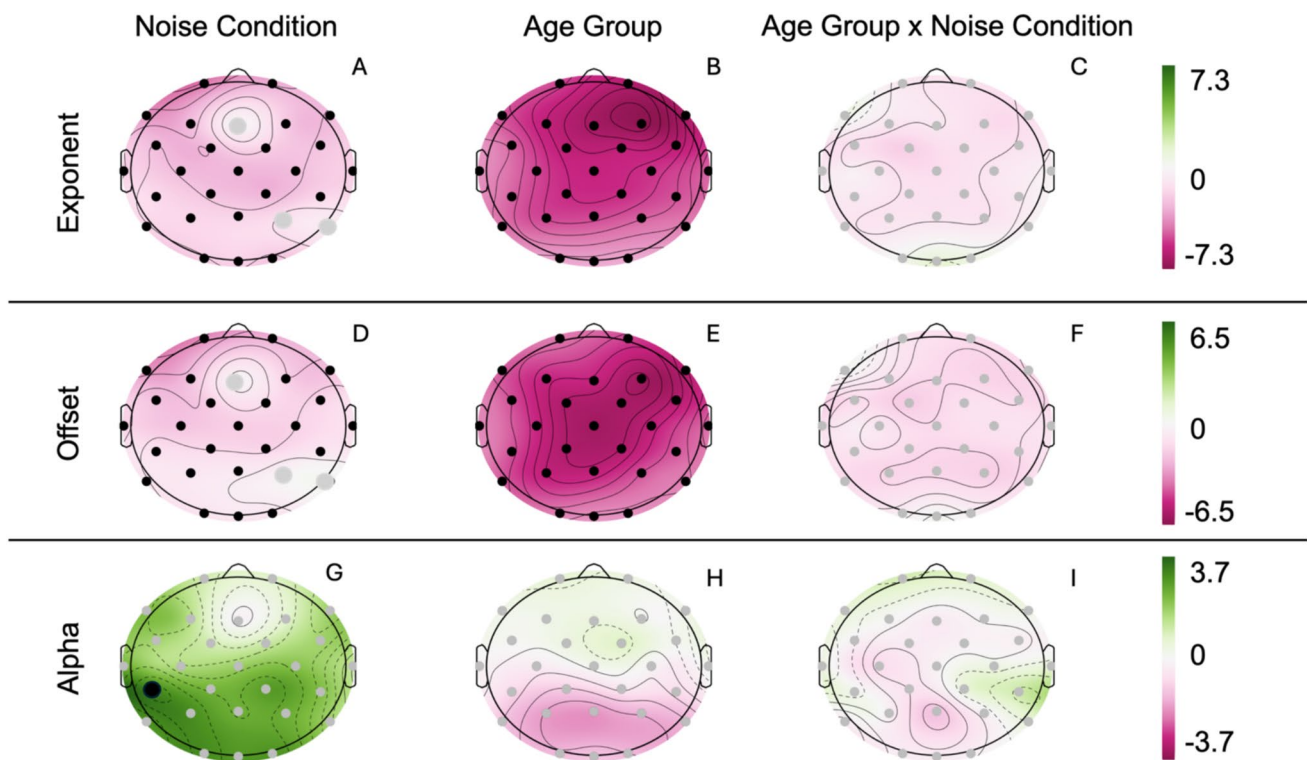 Noise Condition Age Group Age Group x Noise Condition
A B C
Exponent
7.3
0
-7.3
D E F
Offset
6.5
0
-6.5
G H I
Alpha
3.7
0
-3.7